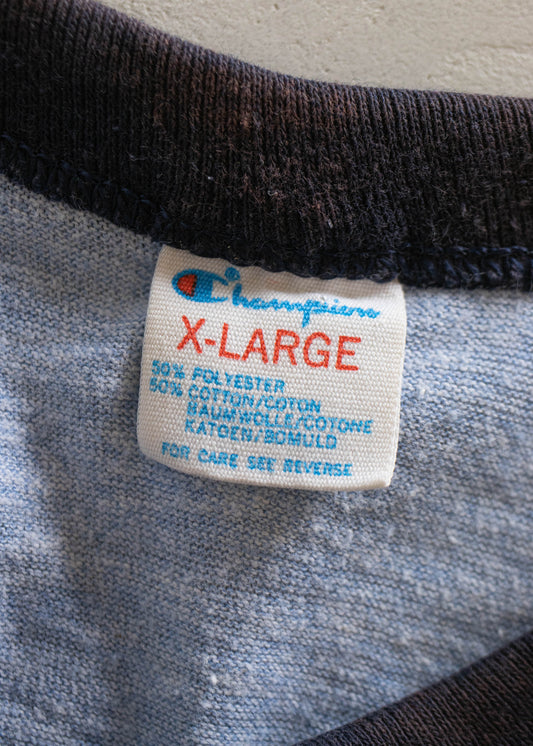 Champion
X-LARGE
50% POLYESTER
50% COTTON/COTON
BAUMWOLLE/COTONE
KATOEN/BOMULD
FOR CARE SEE REVERSE